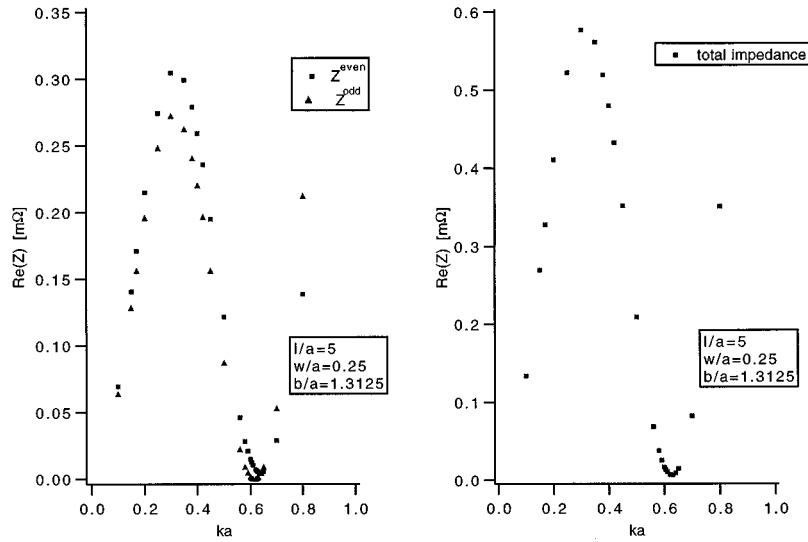 0.35
0.30
0.25
0.20
0.15
0.10
0.05
0.00
Re(Z) [mΩ]
Z^even
Z^odd
l/a=5
w/a=0.25
b/a=1.3125
0.0 0.2 0.4 0.6 0.8 1.0
ka
0.6
0.5
0.4
0.3
0.2
0.1
0.0
Re(Z) [mΩ]
total impedance
l/a=5
w/a=0.25
b/a=1.3125
0.0 0.2 0.4 0.6 0.8 1.0
ka